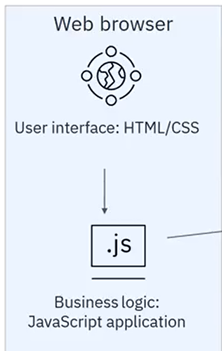 Web browser
User interface: HTML/CSS
.js
Business logic:
JavaScript application